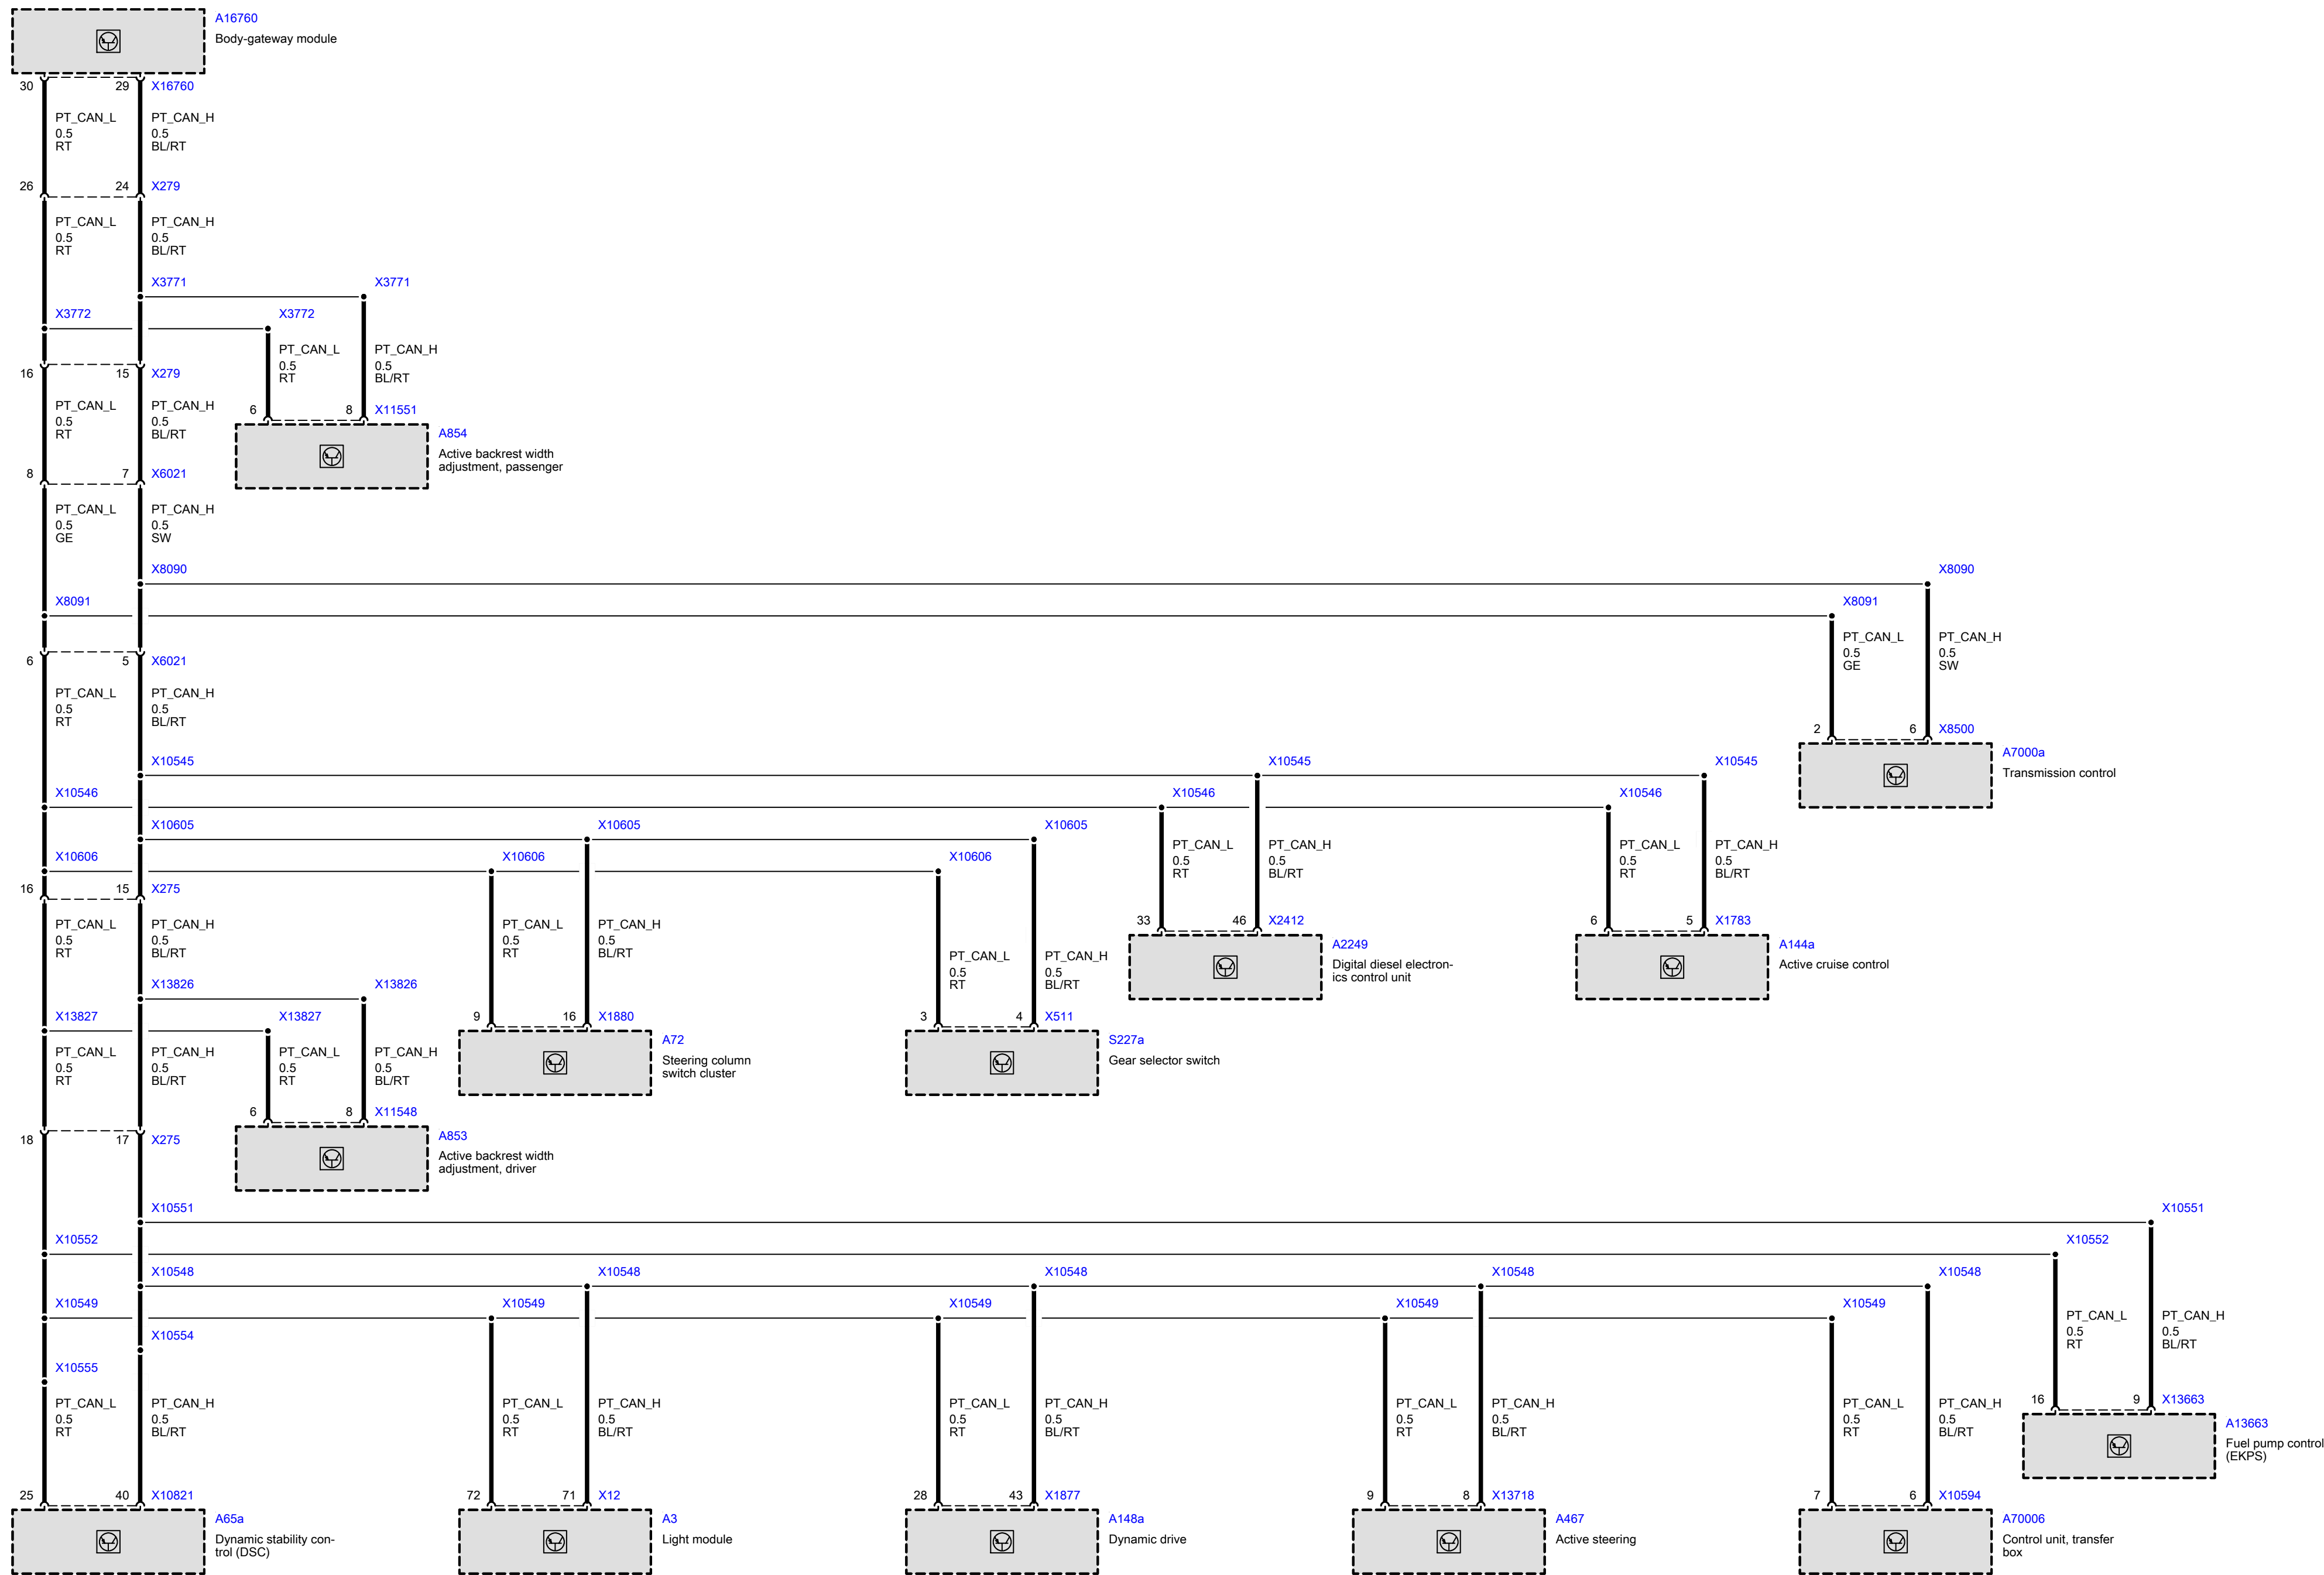 A16760
Body-gateway module
30
29
X16760
PT_CAN_L
0.5
RT
PT_CAN_H
0.5
BL/RT
26
24
X279
PT_CAN_L
0.5
RT
PT_CAN_H
0.5
BL/RT
X3771
X3771
X3772
X3772
PT_CAN_L
0.5
RT
PT_CAN_H
0.5
BL/RT
16
15
X279
PT_CAN_L
0.5
RT
PT_CAN_H
0.5
BL/RT
6
8
X11551
A854
Active backrest width
adjustment, passenger
8
7
X6021
PT_CAN_L
0.5
GE
PT_CAN_H
0.5
SW
X8090
X8090
X8091
X8091
PT_CAN_L
0.5
GE
PT_CAN_H
0.5
SW
6
5
X6021
PT_CAN_L
0.5
RT
PT_CAN_H
0.5
BL/RT
2
6
X8500
A7000a
Transmission control
X10545
X10545
X10545
X10546
X10546
X10546
X10605
X10605
X10605
X10606
X10606
X10606
PT_CAN_L
0.5
RT
PT_CAN_H
0.5
BL/RT
PT_CAN_L
0.5
RT
PT_CAN_H
0.5
BL/RT
16
15
X275
PT_CAN_L
0.5
RT
PT_CAN_H
0.5
BL/RT
PT_CAN_L
0.5
RT
PT_CAN_H
0.5
BL/RT
33
46
X2412
6
5
X1783
A2249
Digital diesel electron-
ics control unit
A144a
Active cruise control
PT_CAN_L
0.5
RT
PT_CAN_H
0.5
BL/RT
X13826
X13826
X13827
X13827
9
16
X1880
3
4
X511
A72
Steering column
switch cluster
S227a
Gear selector switch
PT_CAN_L
0.5
RT
PT_CAN_H
0.5
BL/RT
PT_CAN_L
0.5
RT
PT_CAN_H
0.5
BL/RT
6
8
X11548
A853
Active backrest width
adjustment, driver
18
17
X275
X10551
X10551
X10552
X10552
X10548
X10548
X10548
X10548
X10548
X10549
X10549
X10549
X10549
X10549
PT_CAN_L
0.5
RT
PT_CAN_H
0.5
BL/RT
X10554
X10555
PT_CAN_L
0.5
RT
PT_CAN_H
0.5
BL/RT
PT_CAN_L
0.5
RT
PT_CAN_H
0.5
BL/RT
PT_CAN_L
0.5
RT
PT_CAN_H
0.5
BL/RT
PT_CAN_L
0.5
RT
PT_CAN_H
0.5
BL/RT
PT_CAN_L
0.5
RT
PT_CAN_H
0.5
BL/RT
16
9
X13663
A13663
Fuel pump control
(EKPS)
25
40
X10821
72
71
X12
28
43
X1877
9
8
X13718
7
6
X10594
A65a
Dynamic stability con-
trol (DSC)
A3
Light module
A148a
Dynamic drive
A467
Active steering
A70006
Control unit, transfer
box